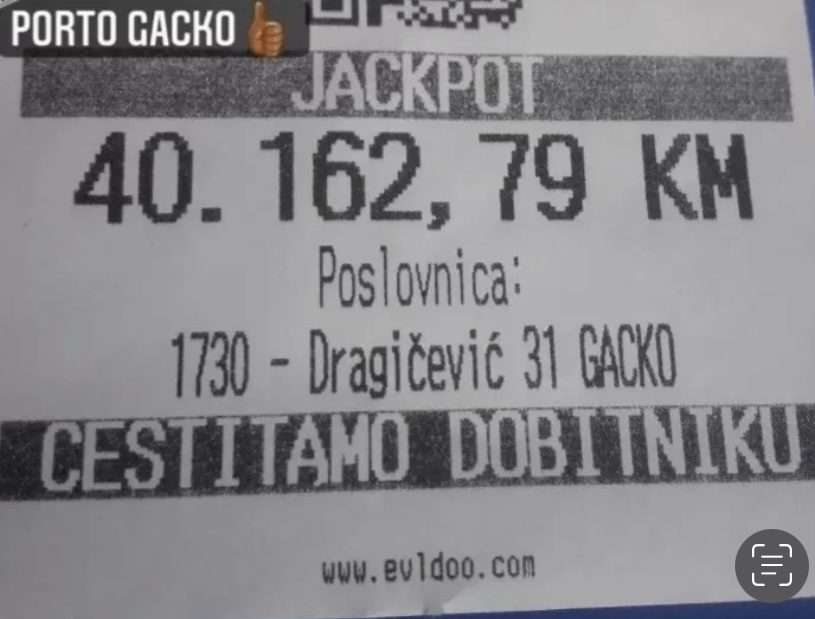 PORTO GACKO 👍🏾
JACKPOT
40.162,79 KM
Poslovnica:
1730 - Dragičević 31 GACKO
CESTITAMO DOBITNIKU
www.evldoo.com